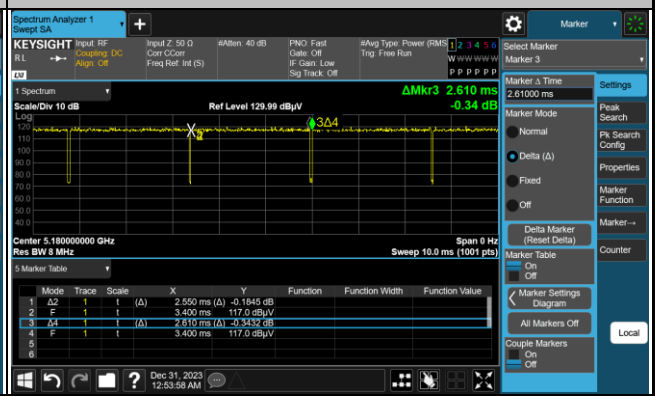 Spectrum Analyzer 1
Swept SA
+
Marker
KEYSIGHT
RL
Input: RF
Coupling: DC
Align: Off
Input Z: 50 Ω
Corr CCorr
Freq Ref: Int (S)
#Atten: 40 dB
PNO: Fast
Gate: Off
IF Gain: Low
Sig Track: Off
#Avg Type: Power (RMS
Trig: Free Run
1 2 3 4 5 6
W W W W W W
P P P P P P
Select Marker
Marker 3
LXI
1 Spectrum
ΔMkr3 2.610 ms
-0.34 dB
Scale/Div 10 dB
Ref Level 129.99 dBµV
Log
120
110
100
90.0
80.0
70.0
60.0
50.0
40.0
2
3Δ4
Center 5.180000000 GHz
Res BW 8 MHz
Span 0 Hz
Sweep 10.0 ms (1001 pts)
5 Marker Table
Mode Trace Scale X Y Function Function Width Function Value
1 Δ2 1 t (Δ) 2.550 ms (Δ) -0.1845 dB
2 F 1 t 3.400 ms 117.0 dBµV
3 Δ4 1 t (Δ) 2.610 ms (Δ) -0.3432 dB
4 F 1 t 3.400 ms 117.0 dBµV
5
6
Marker Δ Time
2.61000 ms
Marker Mode
Normal
Delta (Δ)
Fixed
Off
Delta Marker
(Reset Delta)
Marker Table
On
Off
Marker Settings
Diagram
All Markers Off
Couple Markers
On
Off
Settings
Peak
Search
Pk Search
Config
Properties
Marker
Function
Marker→
Counter
Local
?
Dec 31, 2023
12:53:58 AM